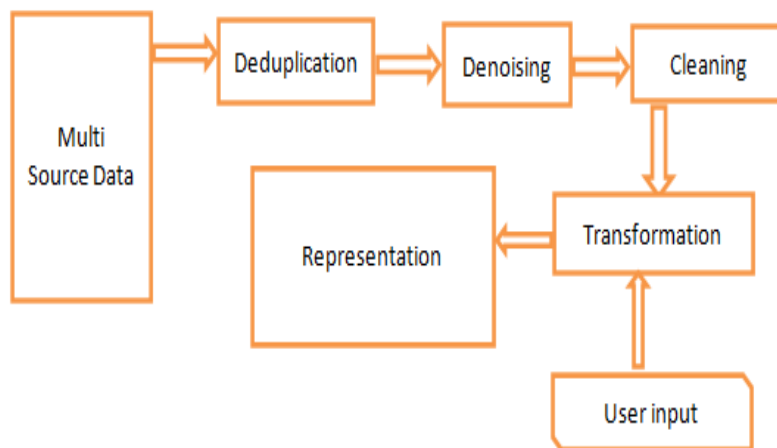 Multi
Source Data
Deduplication
Denoising
Cleaning
Transformation
Representation
User input